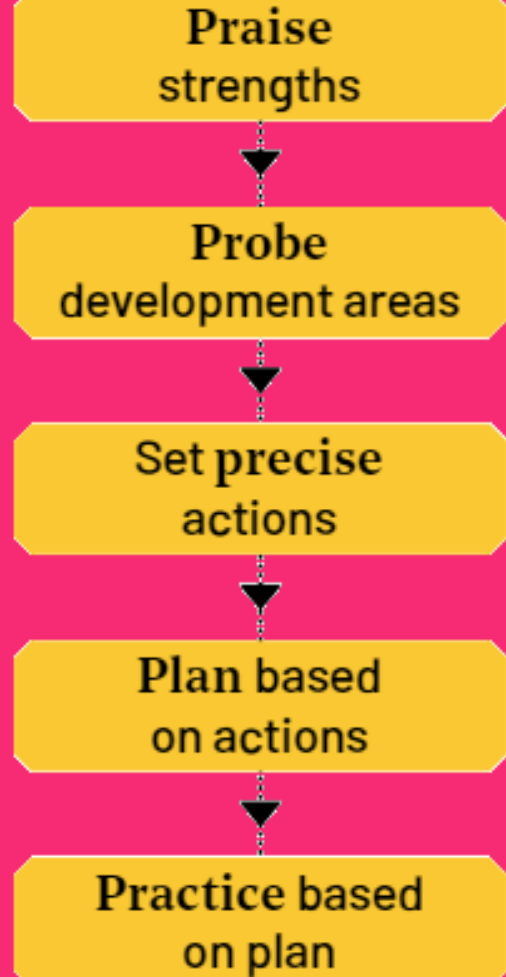 Praise
strengths
Probe
development areas
Set precise
actions
Plan based
on actions
Practice based
on plan